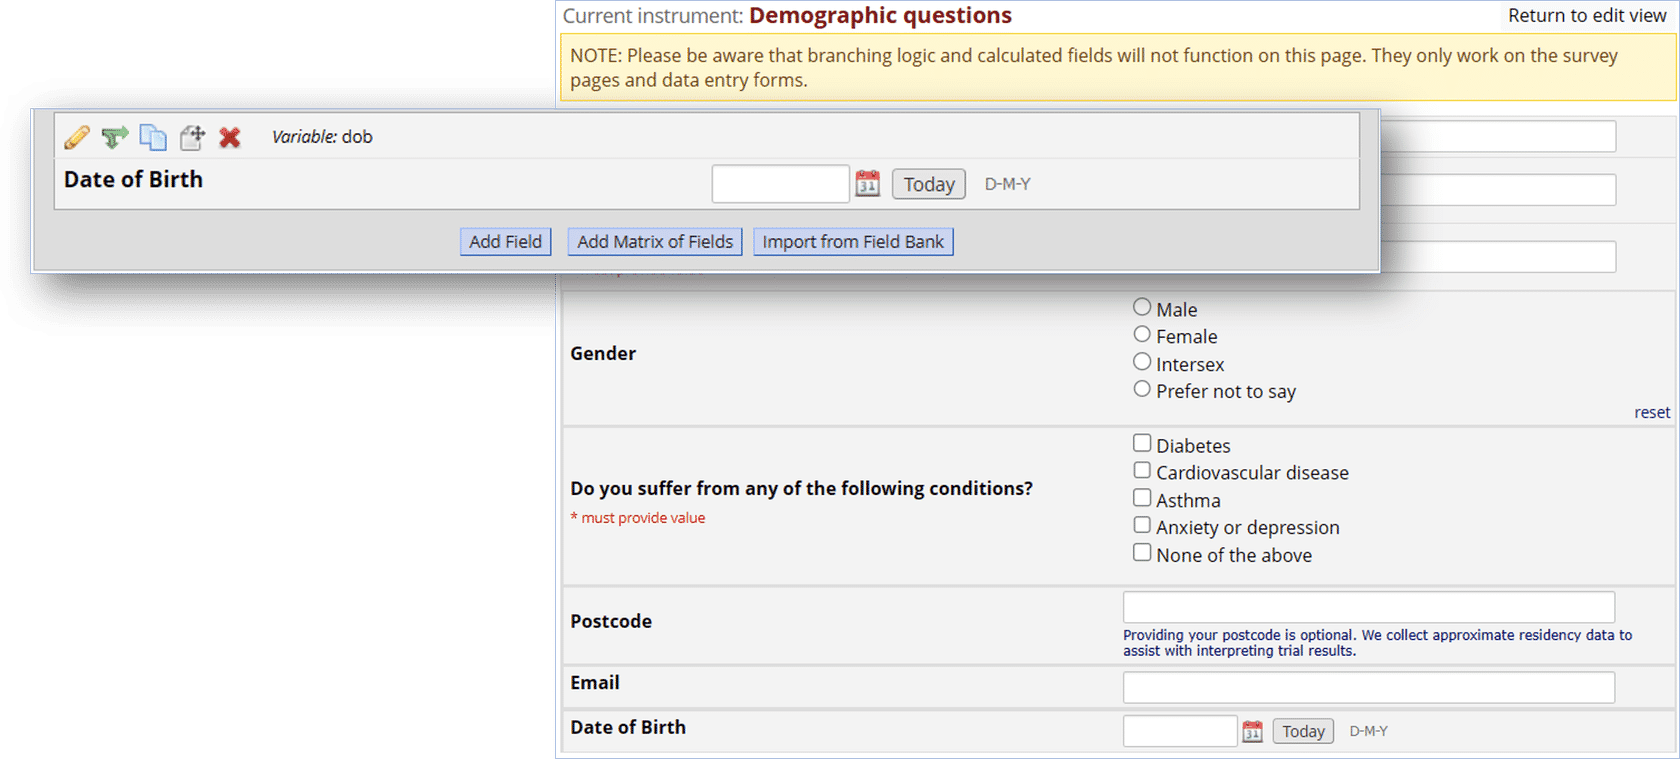 Current instrument: Demographic questions
Return to edit view
NOTE: Please be aware that branching logic and calculated fields will not function on this page. They only work on the survey
pages and data entry forms.
Variable: dob
Date of Birth
31
Today
D-M-Y
Add Field
Add Matrix of Fields
Import from Field Bank
Gender
Male
Female
Intersex
Prefer not to say
reset
Do you suffer from any of the following conditions?
* must provide value
Diabetes
Cardiovascular disease
Asthma
Anxiety or depression
None of the above
Postcode
Providing your postcode is optional. We collect approximate residency data to
assist with interpreting trial results.
Email
Date of Birth
31
Today
D-M-Y